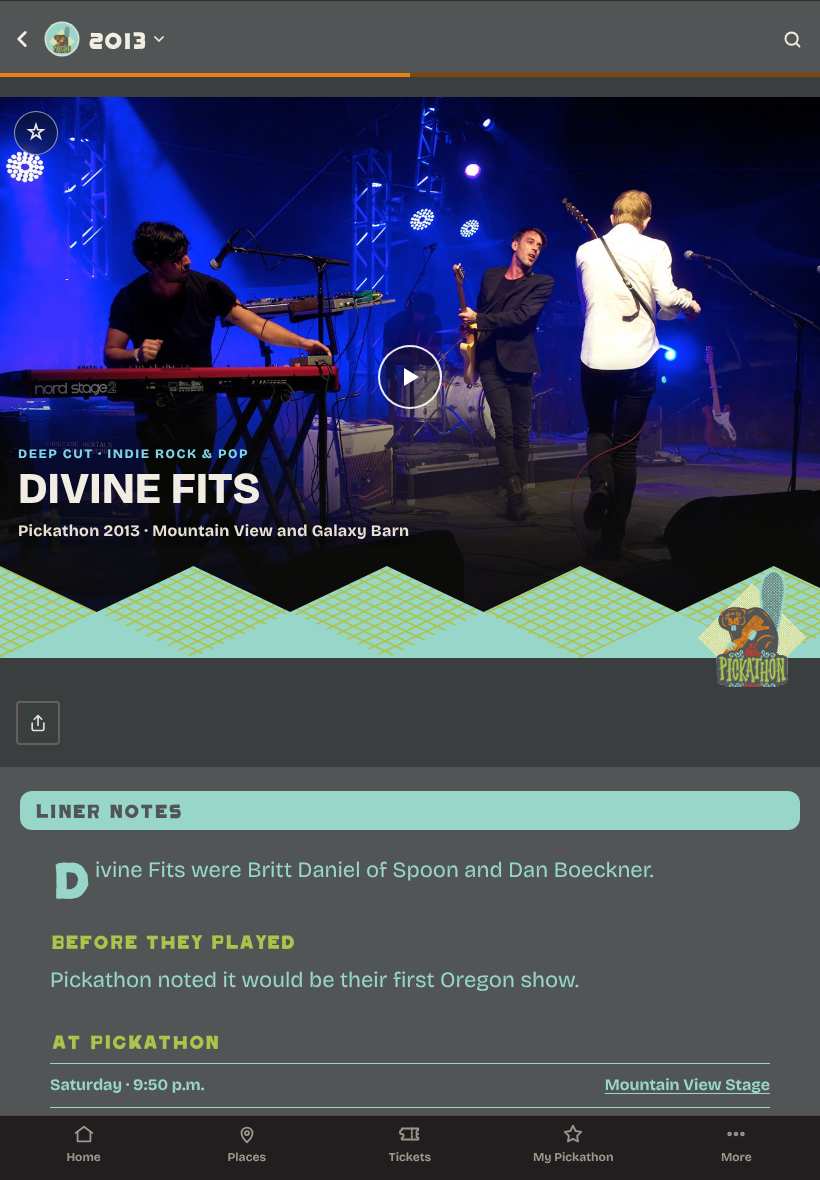 2013
nord stage 2
DEEP CUT · INDIE ROCK & POP
DIVINE FITS
Pickathon 2013 · Mountain View and Galaxy Barn
PICKATHON
LINER NOTES
Divine Fits were Britt Daniel of Spoon and Dan Boeckner.
BEFORE THEY PLAYED
Pickathon noted it would be their first Oregon show.
AT PICKATHON
Saturday · 9:50 p.m.
Mountain View Stage
Home
Places
Tickets
My Pickathon
More